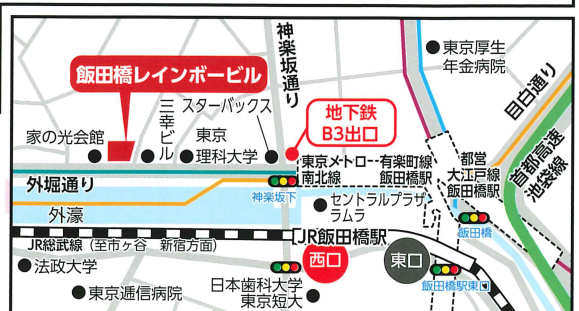 神楽坂通り
東京厚生
年金病院
目白通り
飯田橋レインボービル
三幸ビル
スターバックス
地下鉄
B3出口
家の光会館
東京
理科大学
首都高速
池袋線
東京メトロ--有楽町線
南北線 飯田橋駅
都営
大江戸線
飯田橋駅
外堀通り
神楽坂下
セントラルプラザ
ラムラ
外濠
飯田橋
JR飯田橋駅
JR総武線（至市ヶ谷 新宿方面）
西口
東口
法政大学
飯田橋駅東口
日本歯科大学
東京短大
東京逓信病院